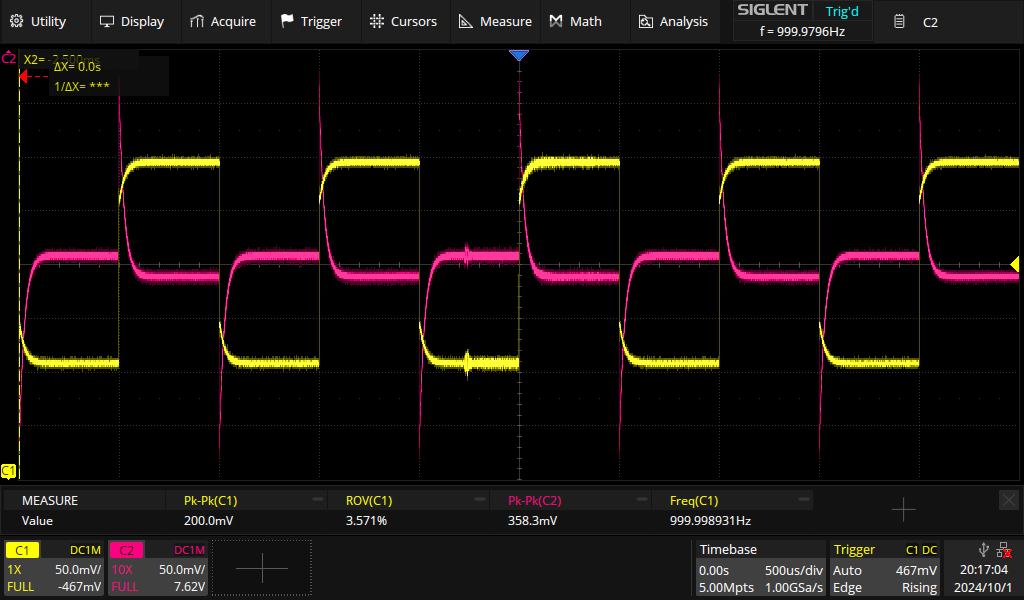 Utility Display Acquire Trigger Cursors Measure Math Analysis SIGLENT Trig'd C2
f = 999.9796Hz
C2 X2= -2.500ms
ΔX= 0.0s
1/ΔX= ***
C1
MEASURE Pk-Pk(C1) ROV(C1) Pk-Pk(C2) Freq(C1)
Value 200.0mV 3.571% 358.3mV 999.998931Hz
C1 DC1M C2 DC1M Timebase Trigger C1 DC
1X 50.0mV/ 10X 50.0mV/ 0.00s 500us/div Auto 467mV 20:17:04
FULL -467mV FULL 7.62V 5.00Mpts 1.00GSa/s Edge Rising 2024/10/1